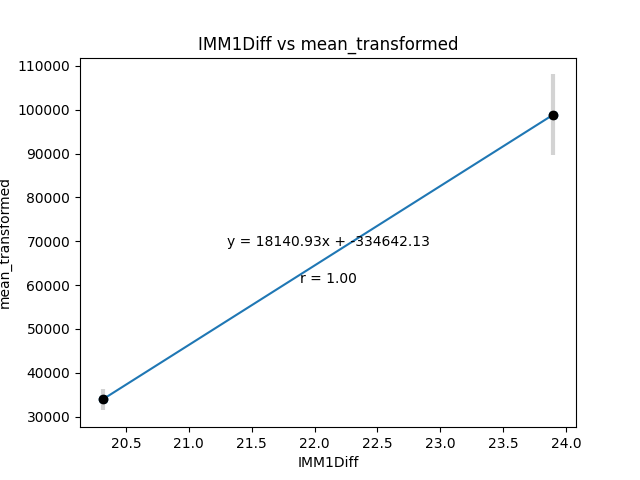 IMM1Diff vs mean_transformed
110000
100000
90000
80000
70000
60000
50000
40000
30000
mean_transformed
y = 18140.93x + -334642.13
r = 1.00
20.5 21.0 21.5 22.0 22.5 23.0 23.5 24.0
IMM1Diff